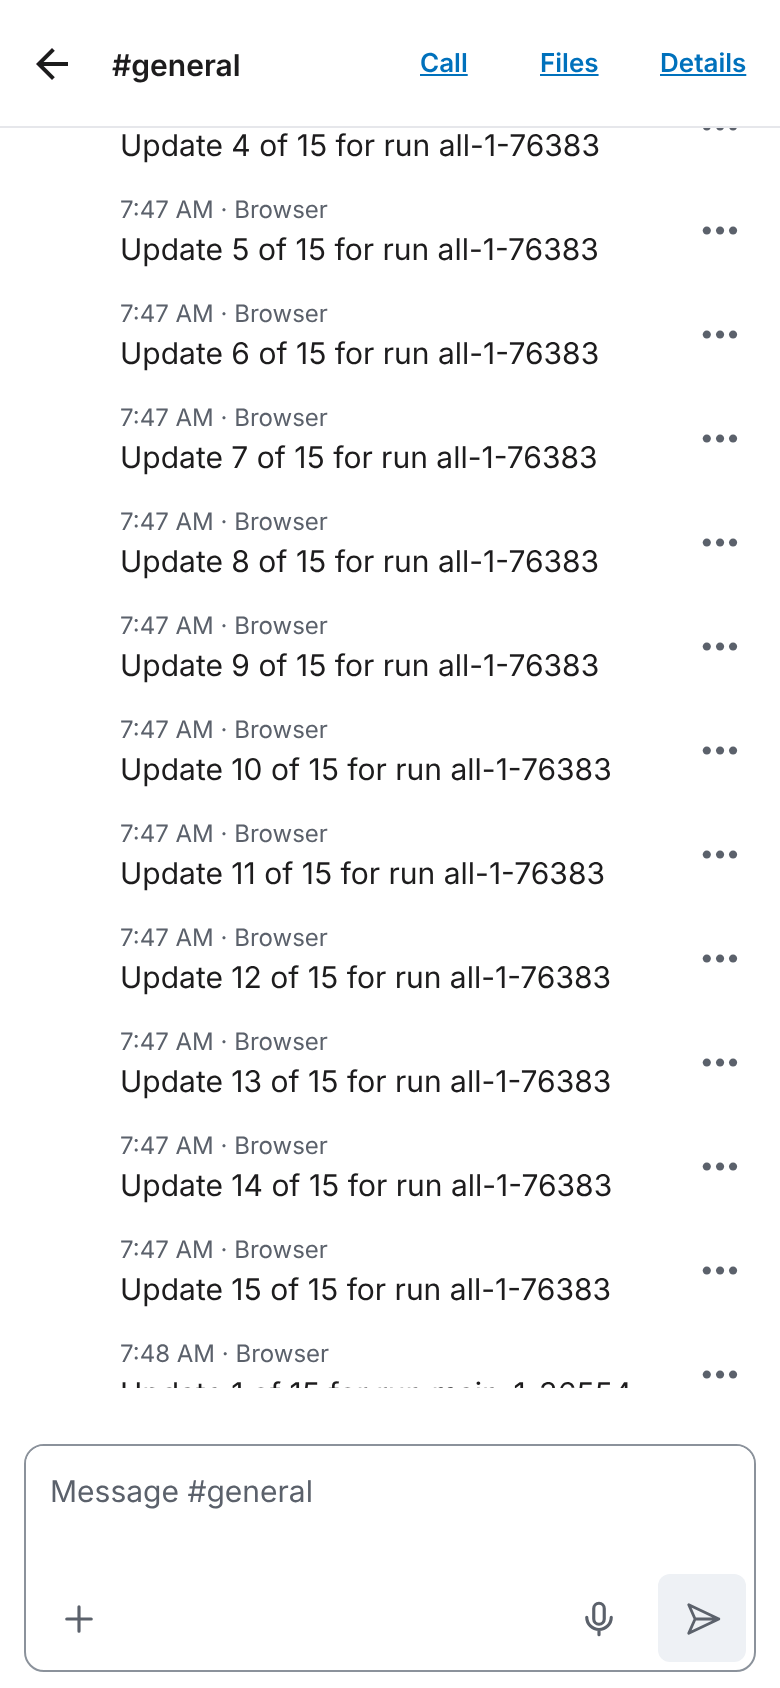 #general
Call
Files
Details
Update 4 of 15 for run all-1-76383
7:47 AM · Browser
Update 5 of 15 for run all-1-76383
7:47 AM · Browser
Update 6 of 15 for run all-1-76383
7:47 AM · Browser
Update 7 of 15 for run all-1-76383
7:47 AM · Browser
Update 8 of 15 for run all-1-76383
7:47 AM · Browser
Update 9 of 15 for run all-1-76383
7:47 AM · Browser
Update 10 of 15 for run all-1-76383
7:47 AM · Browser
Update 11 of 15 for run all-1-76383
7:47 AM · Browser
Update 12 of 15 for run all-1-76383
7:47 AM · Browser
Update 13 of 15 for run all-1-76383
7:47 AM · Browser
Update 14 of 15 for run all-1-76383
7:47 AM · Browser
Update 15 of 15 for run all-1-76383
7:48 AM · Browser
Update 1 of 15 for run
Message #general